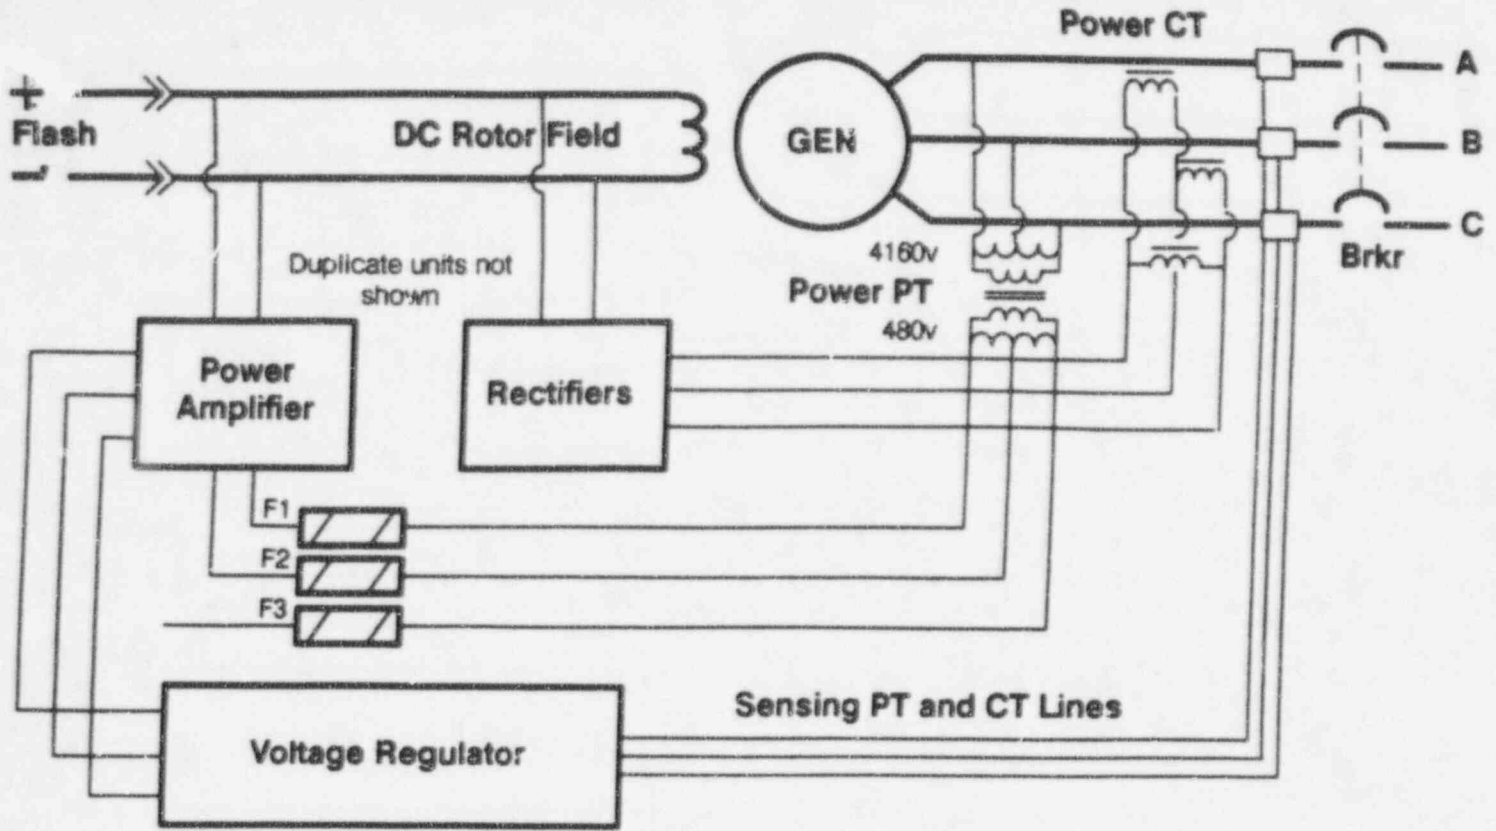 Power CT
+
A
Flash
DC Rotor Field
GEN
B
-
C
4160v
Brkr
Duplicate units not
shown
Power PT
480v
Power
Amplifier
Rectifiers
F1
F2
F3
Sensing PT and CT Lines
Voltage Regulator